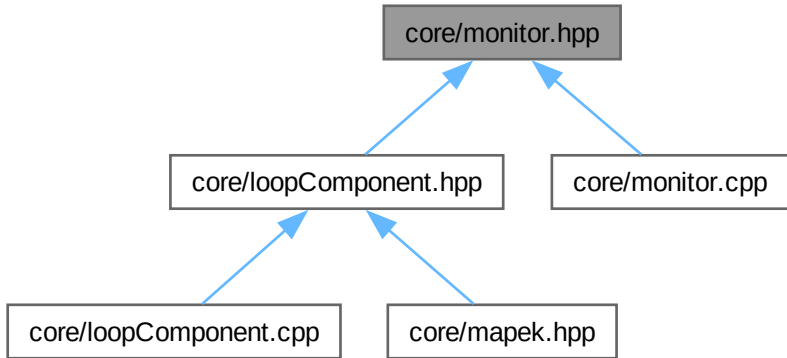 core/monitor.hpp
core/loopComponent.hpp
core/monitor.cpp
core/loopComponent.cpp
core/mapek.hpp